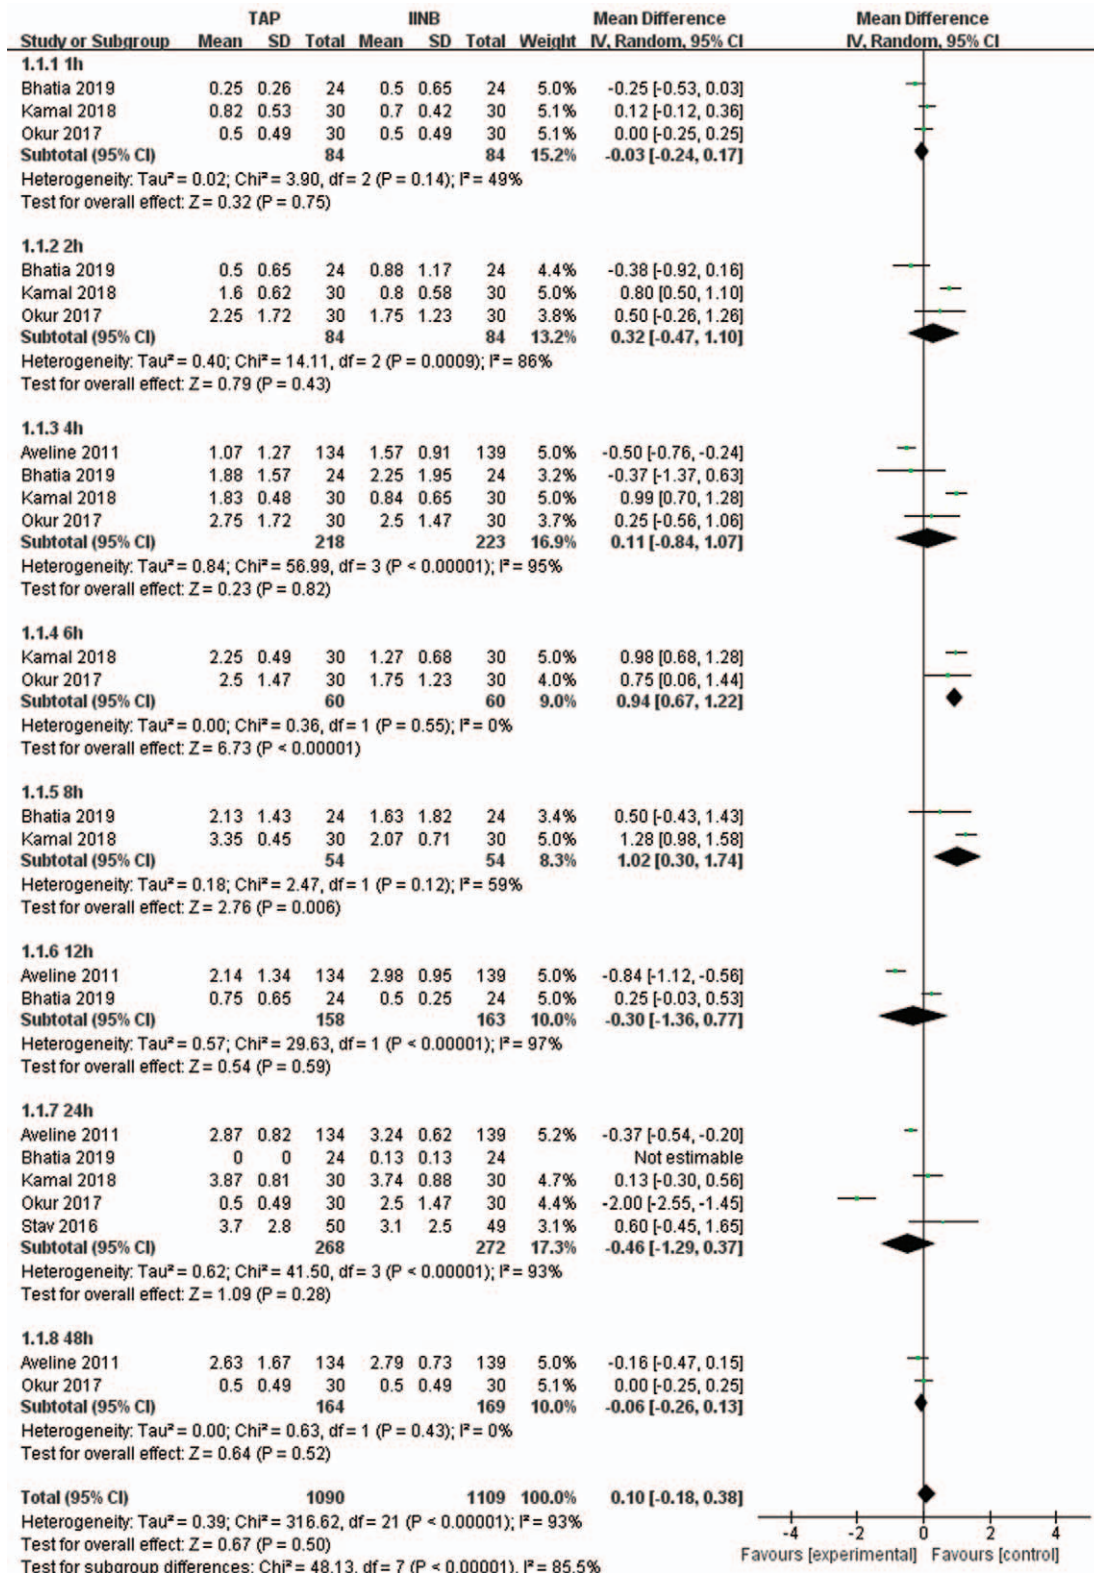 TAP IINB Mean Difference Mean Difference
Study or Subgroup Mean SD Total Mean SD Total Weight IV, Random, 95% CI IV, Random, 95% CI
1.1.1 1h
Bhatia 2019 0.25 0.26 24 0.5 0.65 24 5.0% -0.25 [-0.53, 0.03]
Kamal 2018 0.82 0.53 30 0.7 0.42 30 5.1% 0.12 [-0.12, 0.36]
Okur 2017 0.5 0.49 30 0.5 0.49 30 5.1% 0.00 [-0.25, 0.25]
Subtotal (95% CI) 84 84 15.2% -0.03 [-0.24, 0.17]
Heterogeneity: Tau² = 0.02; Chi² = 3.90, df = 2 (P = 0.14); I² = 49%
Test for overall effect: Z = 0.32 (P = 0.75)
1.1.2 2h
Bhatia 2019 0.5 0.65 24 0.88 1.17 24 4.4% -0.38 [-0.92, 0.16]
Kamal 2018 1.6 0.62 30 0.8 0.58 30 5.0% 0.80 [0.50, 1.10]
Okur 2017 2.25 1.72 30 1.75 1.23 30 3.8% 0.50 [-0.26, 1.26]
Subtotal (95% CI) 84 84 13.2% 0.32 [-0.47, 1.10]
Heterogeneity: Tau² = 0.40; Chi² = 14.11, df = 2 (P = 0.0009); I² = 86%
Test for overall effect: Z = 0.79 (P = 0.43)
1.1.3 4h
Aveline 2011 1.07 1.27 134 1.57 0.91 139 5.0% -0.50 [-0.76, -0.24]
Bhatia 2019 1.88 1.57 24 2.25 1.95 24 3.2% -0.37 [-1.37, 0.63]
Kamal 2018 1.83 0.48 30 0.84 0.65 30 5.0% 0.99 [0.70, 1.28]
Okur 2017 2.75 1.72 30 2.5 1.47 30 3.7% 0.25 [-0.56, 1.06]
Subtotal (95% CI) 218 223 16.9% 0.11 [-0.84, 1.07]
Heterogeneity: Tau² = 0.84; Chi² = 56.99, df = 3 (P < 0.00001); I² = 95%
Test for overall effect: Z = 0.23 (P = 0.82)
1.1.4 6h
Kamal 2018 2.25 0.49 30 1.27 0.68 30 5.0% 0.98 [0.68, 1.28]
Okur 2017 2.5 1.47 30 1.75 1.23 30 4.0% 0.75 [0.06, 1.44]
Subtotal (95% CI) 60 60 9.0% 0.94 [0.67, 1.22]
Heterogeneity: Tau² = 0.00; Chi² = 0.36, df = 1 (P = 0.55); I² = 0%
Test for overall effect: Z = 6.73 (P < 0.00001)
1.1.5 8h
Bhatia 2019 2.13 1.43 24 1.63 1.82 24 3.4% 0.50 [-0.43, 1.43]
Kamal 2018 3.35 0.45 30 2.07 0.71 30 5.0% 1.28 [0.98, 1.58]
Subtotal (95% CI) 54 54 8.3% 1.02 [0.30, 1.74]
Heterogeneity: Tau² = 0.18; Chi² = 2.47, df = 1 (P = 0.12); I² = 59%
Test for overall effect: Z = 2.76 (P = 0.006)
1.1.6 12h
Aveline 2011 2.14 1.34 134 2.98 0.95 139 5.0% -0.84 [-1.12, -0.56]
Bhatia 2019 0.75 0.65 24 0.5 0.25 24 5.0% 0.25 [-0.03, 0.53]
Subtotal (95% CI) 158 163 10.0% -0.30 [-1.36, 0.77]
Heterogeneity: Tau² = 0.57; Chi² = 29.63, df = 1 (P < 0.00001); I² = 97%
Test for overall effect: Z = 0.54 (P = 0.59)
1.1.7 24h
Aveline 2011 2.87 0.82 134 3.24 0.62 139 5.2% -0.37 [-0.54, -0.20]
Bhatia 2019 0 0 24 0.13 0.13 24 Not estimable
Kamal 2018 3.87 0.81 30 3.74 0.88 30 4.7% 0.13 [-0.30, 0.56]
Okur 2017 0.5 0.49 30 2.5 1.47 30 4.4% -2.00 [-2.55, -1.45]
Stav 2016 3.7 2.8 50 3.1 2.5 49 3.1% 0.60 [-0.45, 1.65]
Subtotal (95% CI) 268 272 17.3% -0.46 [-1.29, 0.37]
Heterogeneity: Tau² = 0.62; Chi² = 41.50, df = 3 (P < 0.00001); I² = 93%
Test for overall effect: Z = 1.09 (P = 0.28)
1.1.8 48h
Aveline 2011 2.63 1.67 134 2.79 0.73 139 5.0% -0.16 [-0.47, 0.15]
Okur 2017 0.5 0.49 30 0.5 0.49 30 5.1% 0.00 [-0.25, 0.25]
Subtotal (95% CI) 164 169 10.0% -0.06 [-0.26, 0.13]
Heterogeneity: Tau² = 0.00; Chi² = 0.63, df = 1 (P = 0.43); I² = 0%
Test for overall effect: Z = 0.64 (P = 0.52)
Total (95% CI) 1090 1109 100.0% 0.10 [-0.18, 0.38]
Heterogeneity: Tau² = 0.39; Chi² = 316.62, df = 21 (P < 0.00001); I² = 93%
Test for overall effect: Z = 0.67 (P = 0.50)
Test for subgroup differences: Chi² = 48.13, df = 7 (P < 0.00001), I² = 85.5%
-4 -2 0 2 4
Favours [experimental] Favours [control]